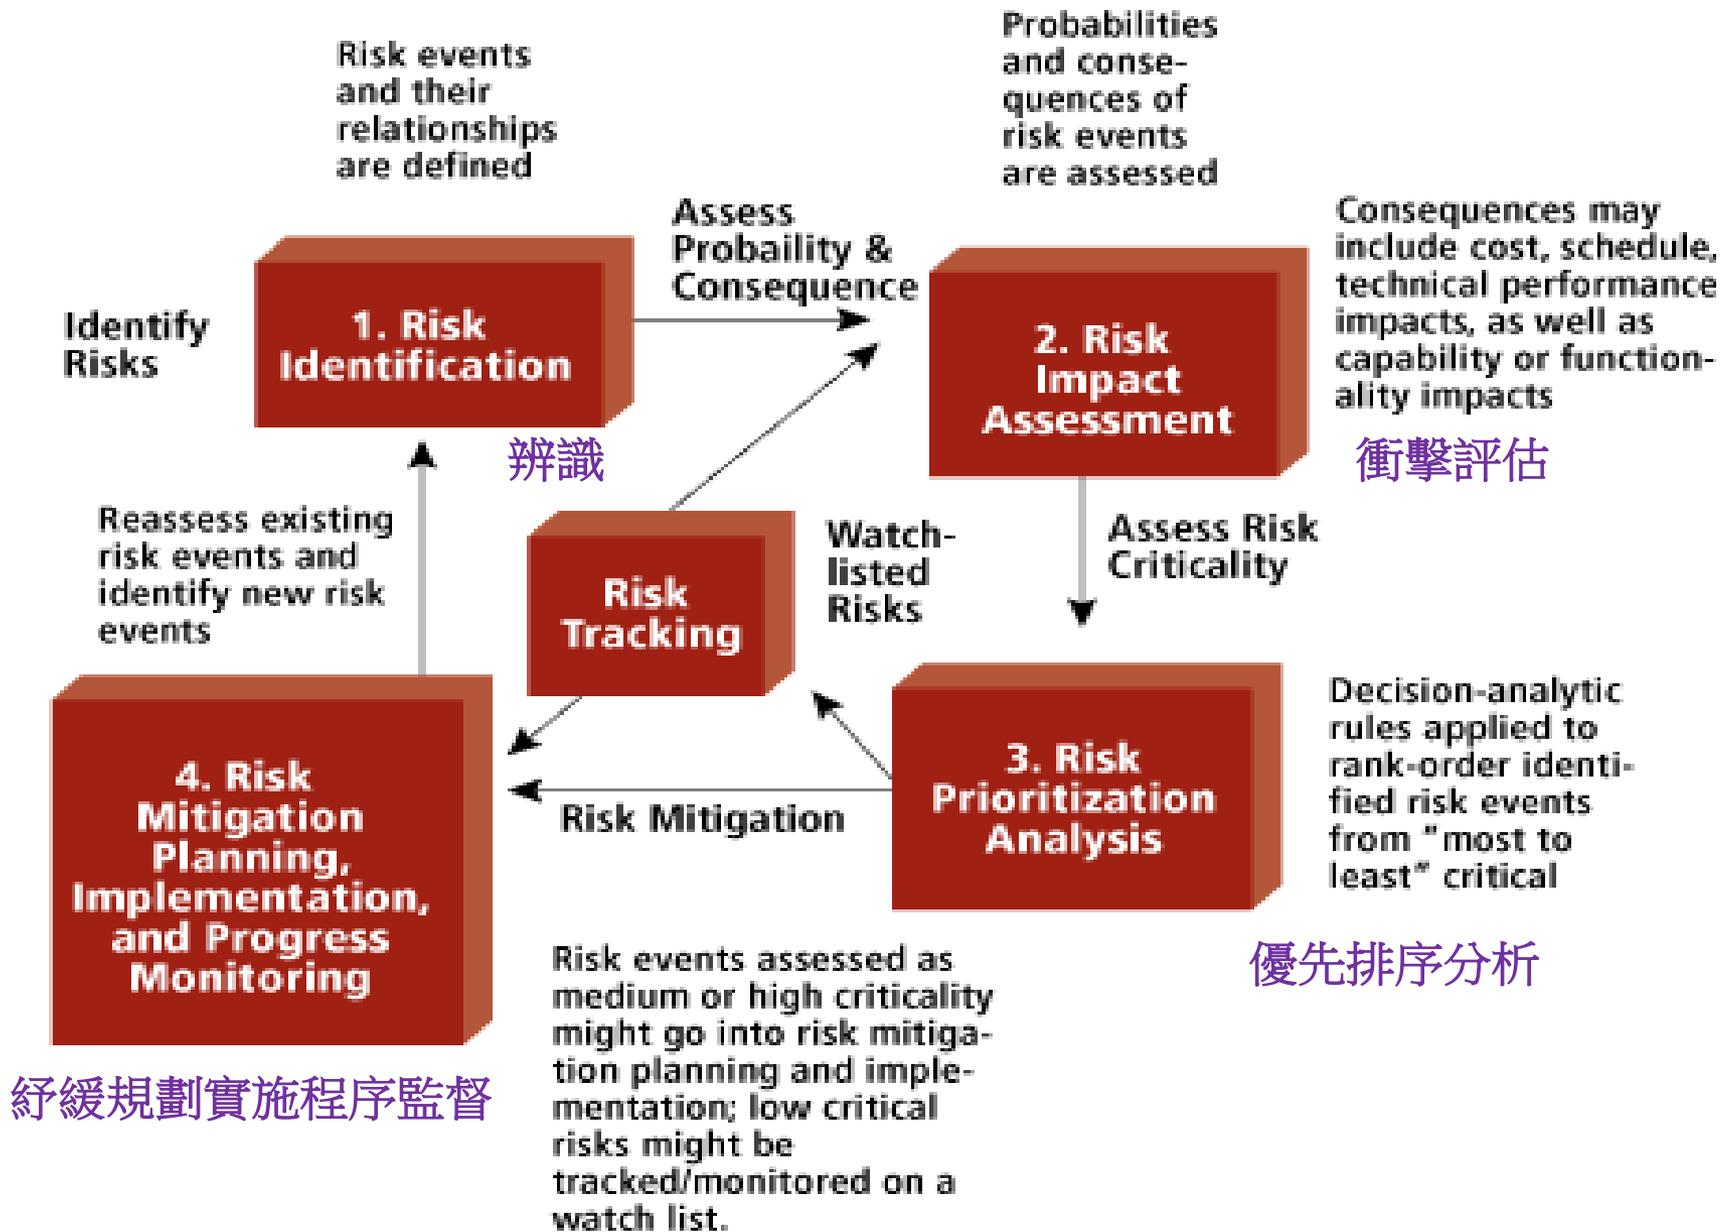 Risk events
and their
relationships
are defined
Probabilities
and conse-
quences of
risk events
are assessed
Assess
Probaility &
Consequence
Consequences may
include cost, schedule,
technical performance
impacts, as well as
capability or function-
ality impacts
Identify
Risks
1. Risk
Identification
2. Risk
Impact
Assessment
辨識
衝擊評估
Reassess existing
risk events and
identify new risk
events
Risk
Tracking
Watch-
listed
Risks
Assess Risk
Criticality
4. Risk
Mitigation
Planning,
Implementation,
and Progress
Monitoring
Risk Mitigation
3. Risk
Prioritization
Analysis
Decision-analytic
rules applied to
rank-order identi-
fied risk events
from “most to
least” critical
優先排序分析
紓緩規劃實施程序監督
Risk events assessed as
medium or high criticality
might go into risk mitiga-
tion planning and imple-
mentation; low critical
risks might be
tracked/monitored on a
watch list.